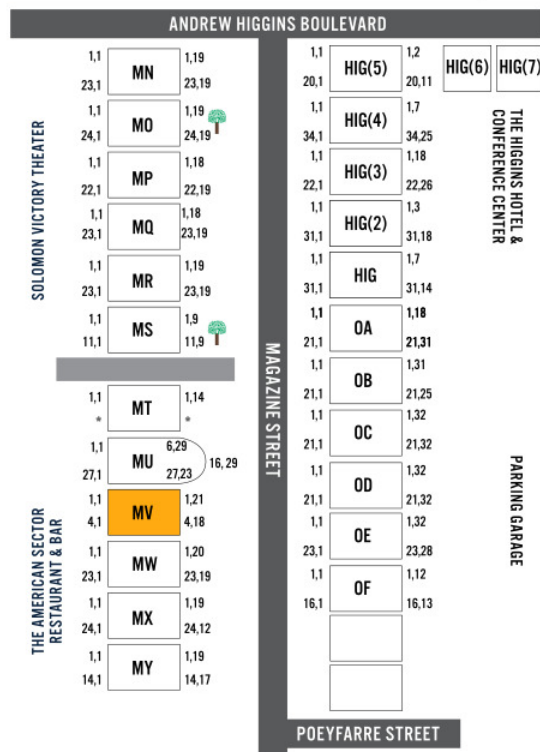 ANDREW HIGGINS BOULEVARD
SOLOMON VICTORY THEATER
1,1 MN 1,19
23,1 23,19
1,1 MO 1,19
24,1 24,19
1,1 MP 1,18
22,1 22,19
1,1 MQ 1,18
23,1 23,19
1,1 MR 1,19
23,1 23,19
1,1 MS 1,9
11,1 11,9
THE AMERICAN SECTOR
RESTAURANT & BAR
1,1 MT 1,14
* *
1,1 MU 6,29
16,29
27,1 27,23
1,1 MV 1,21
4,1 4,18
1,1 MW 1,20
23,1 23,19
1,1 MX 1,19
24,1 24,12
1,1 MY 1,19
14,1 14,17
MAGAZINE STREET
1,1 HIG(5) 1,2
20,1 20,11
HIG(6)
HIG(7)
1,1 HIG(4) 1,7
34,1 34,25
1,1 HIG(3) 1,18
22,1 22,26
1,1 HIG(2) 1,3
31,1 31,18
1,1 HIG 1,7
31,1 31,14
1,1 OA 1,18
21,1 21,31
1,1 OB 1,31
21,1 21,25
1,1 OC 1,32
21,1 21,32
1,1 OD 1,32
21,1 21,32
1,1 OE 1,32
23,1 23,28
1,1 OF 1,12
16,1 16,13
THE HIGGINS HOTEL &
CONFERENCE CENTER
PARKING GARAGE
POEYFARRE STREET